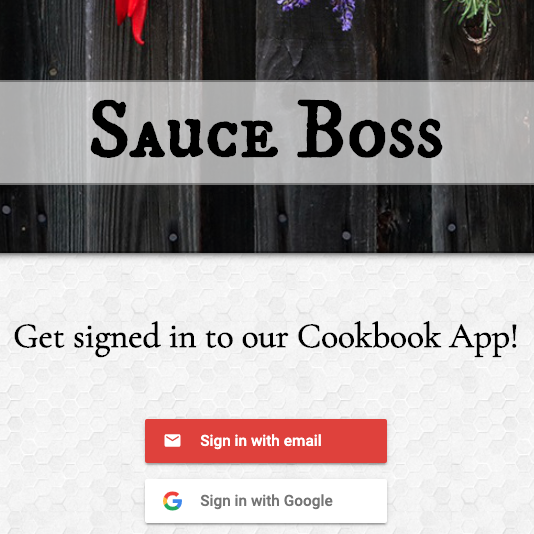 Sauce Boss
Get signed in to our Cookbook App!
Sign in with email
Sign in with Google